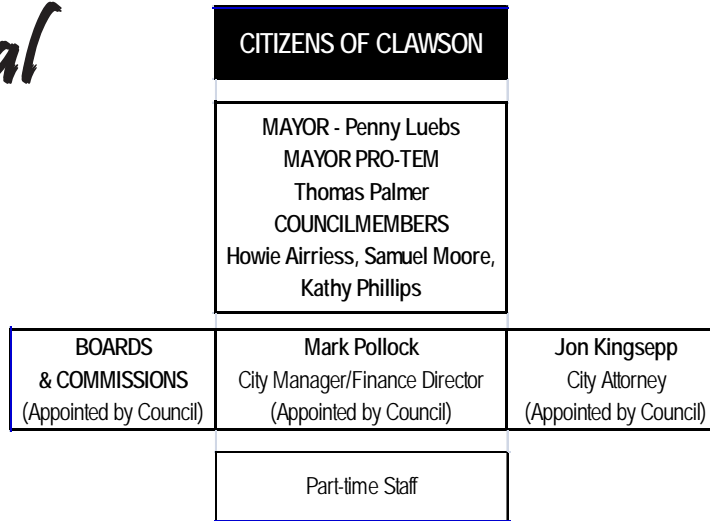 al
CITIZENS OF CLAWSON
MAYOR - Penny Luebs
MAYOR PRO-TEM
Thomas Palmer
COUNCILMEMBERS
Howie Airriess, Samuel Moore,
Kathy Phillips
BOARDS
& COMMISSIONS
(Appointed by Council)
Mark Pollock
City Manager/Finance Director
(Appointed by Council)
Jon Kingsepp
City Attorney
(Appointed by Council)
Part-time Staff